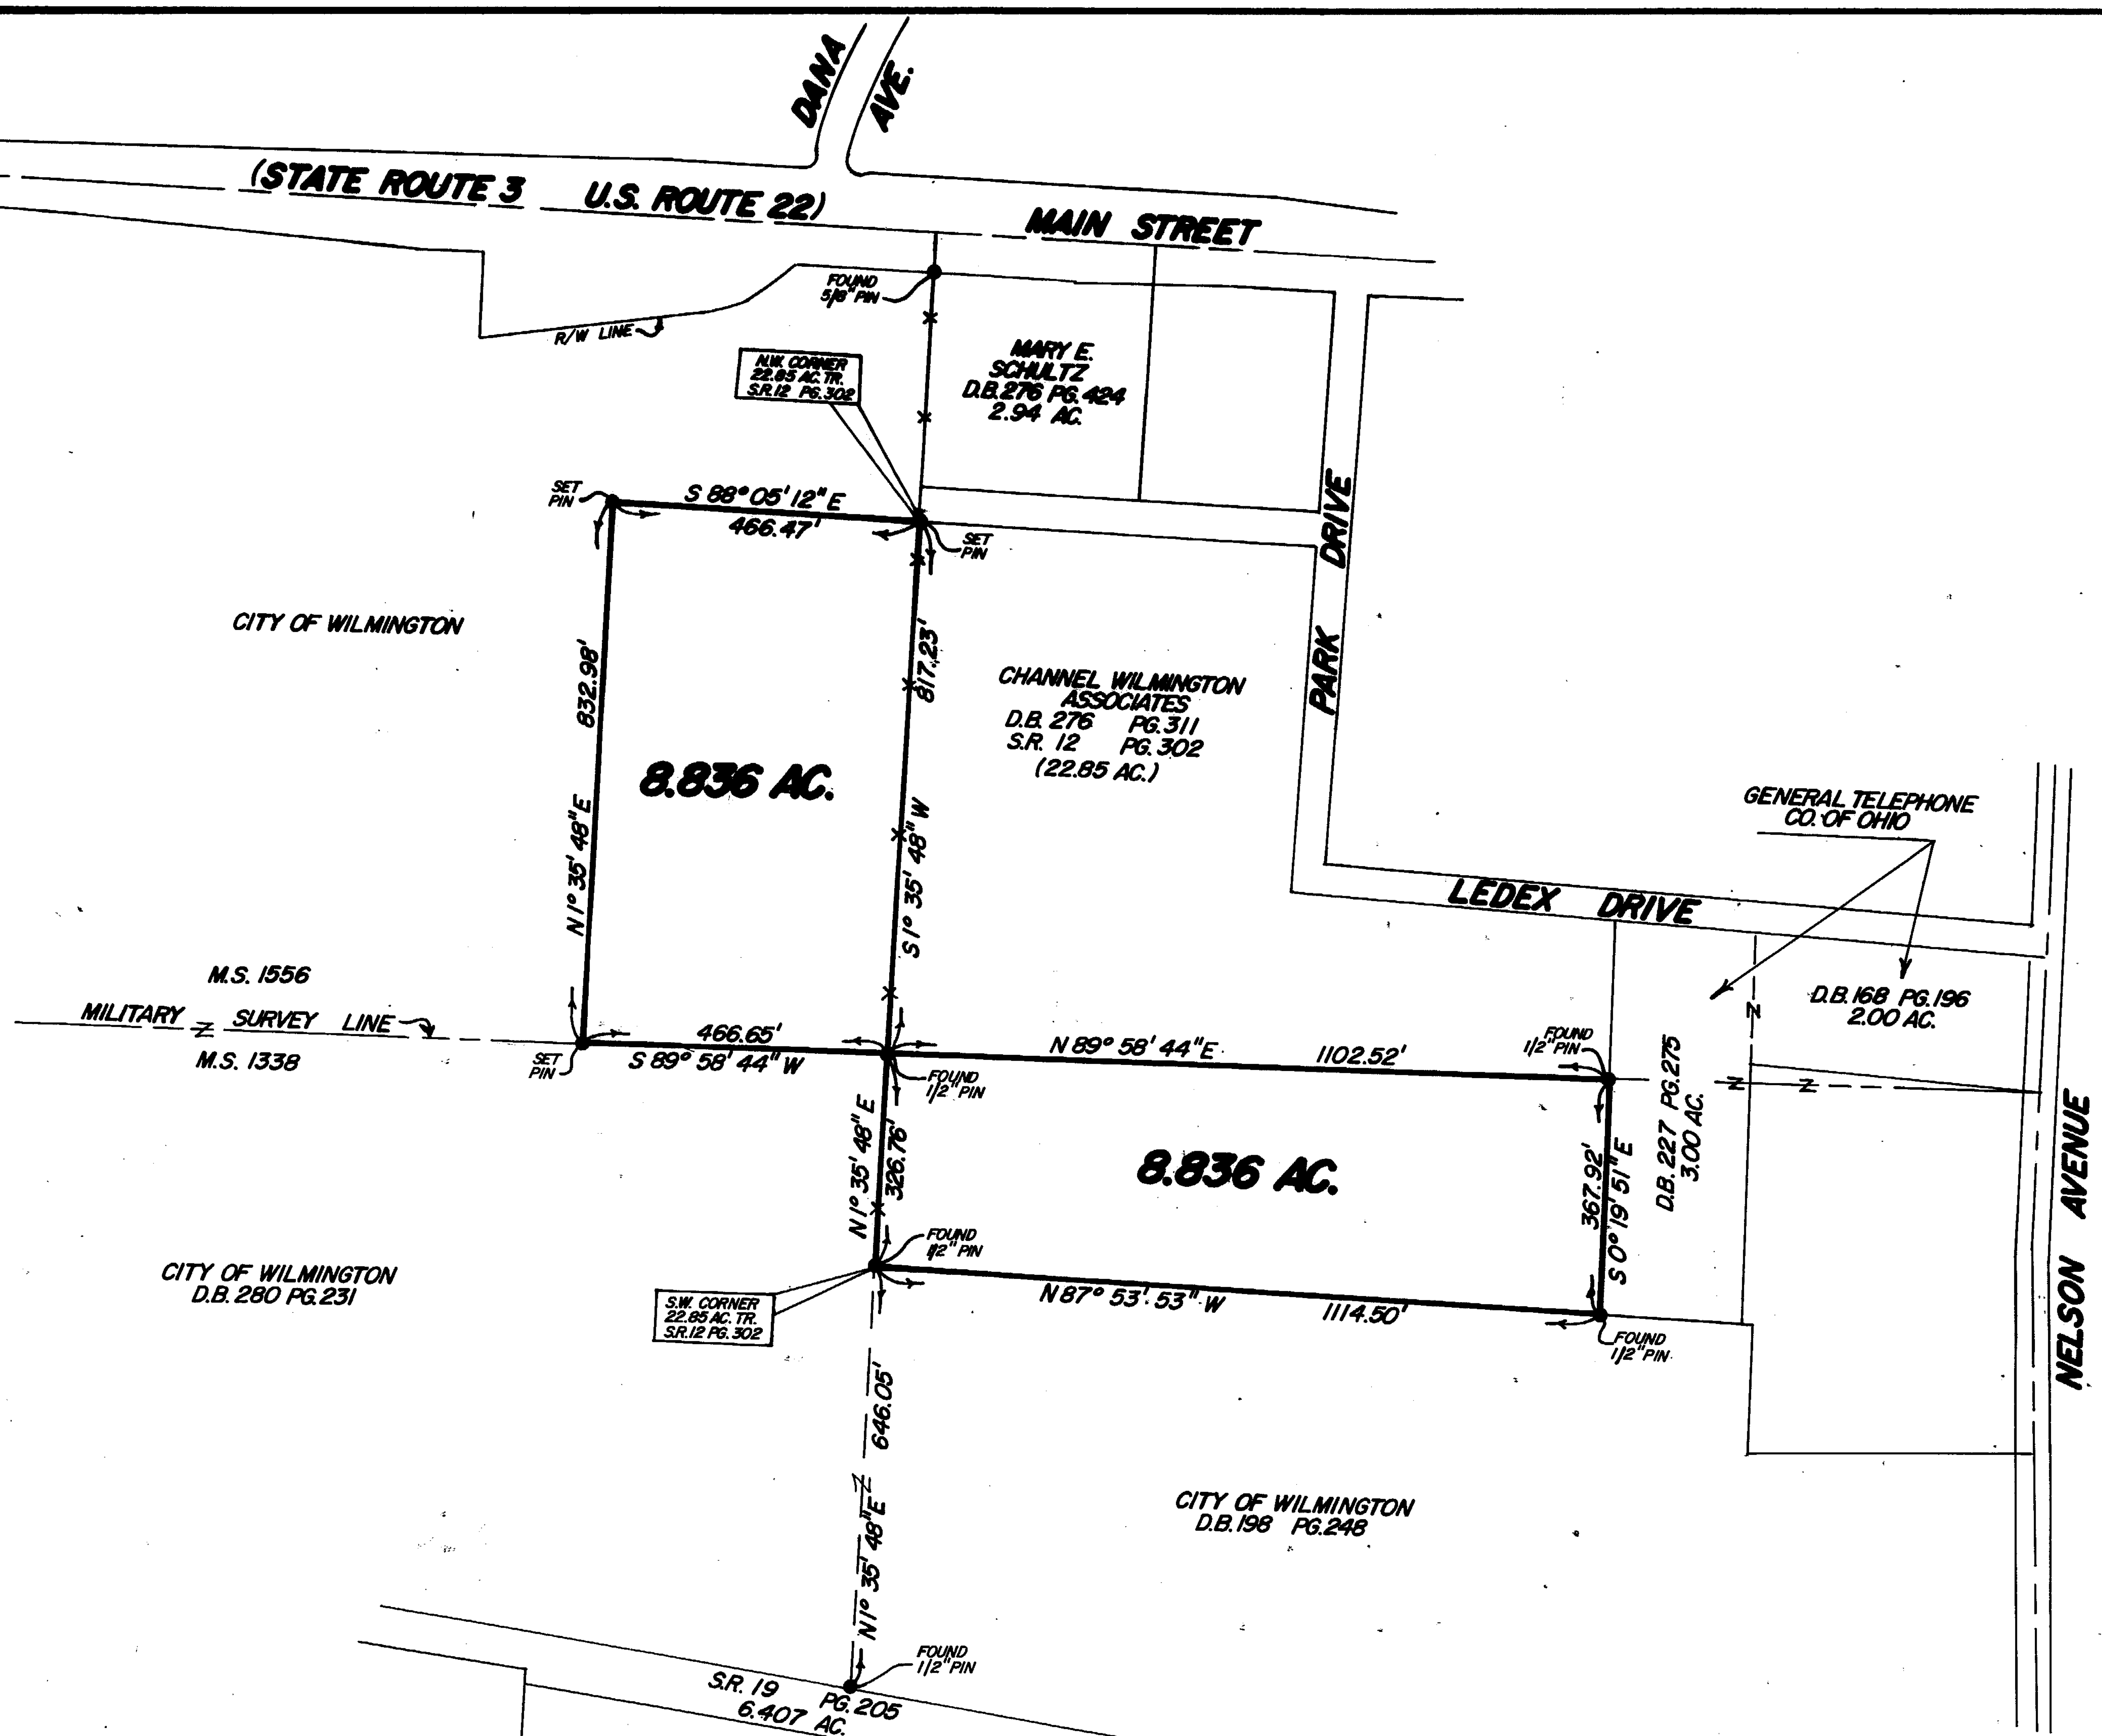 DANA
AVE.
(STATE ROUTE 3 U.S. ROUTE 22)
MAIN STREET
FOUND
5/8" PIN
R/W LINE
N.W. CORNER
22.85 AC. TR.
S.R. 12 PG. 302
MARY E.
SCHULTZ
D.B. 276 PG. 424
2.94 AC.
SET
PIN
S 88° 05' 12" E
466.47'
SET
PIN
PARK DRIVE
CITY OF WILMINGTON
832.98'
N 1° 35' 48" E
817.23'
S 1° 35' 48" W
8.836 AC.
CHANNEL WILMINGTON
ASSOCIATES
D.B. 276 PG. 311
S.R. 12 PG. 302
(22.85 AC.)
GENERAL TELEPHONE
CO. OF OHIO
LEDEX DRIVE
M.S. 1556
MILITARY SURVEY LINE
M.S. 1338
SET
PIN
466.65'
S 89° 58' 44" W
FOUND
1/2" PIN
N 89° 58' 44" E 1102.52'
FOUND
1/2" PIN
D.B. 168 PG. 196
2.00 AC.
D.B. 227 PG. 275
3.00 AC.
N 1° 35' 48" E
326.76'
8.836 AC.
367.92'
S 0° 19' 51" E
NELSON AVENUE
FOUND
1/2" PIN
CITY OF WILMINGTON
D.B. 280 PG. 231
S.W. CORNER
22.85 AC. TR.
S.R. 12 PG. 302
N 87° 53' 53" W 1114.50'
FOUND
1/2" PIN
N 1° 35' 48" E 646.05'
CITY OF WILMINGTON
D.B. 198 PG. 248
FOUND
1/2" PIN
S.R. 19 PG. 205
6.407 AC.